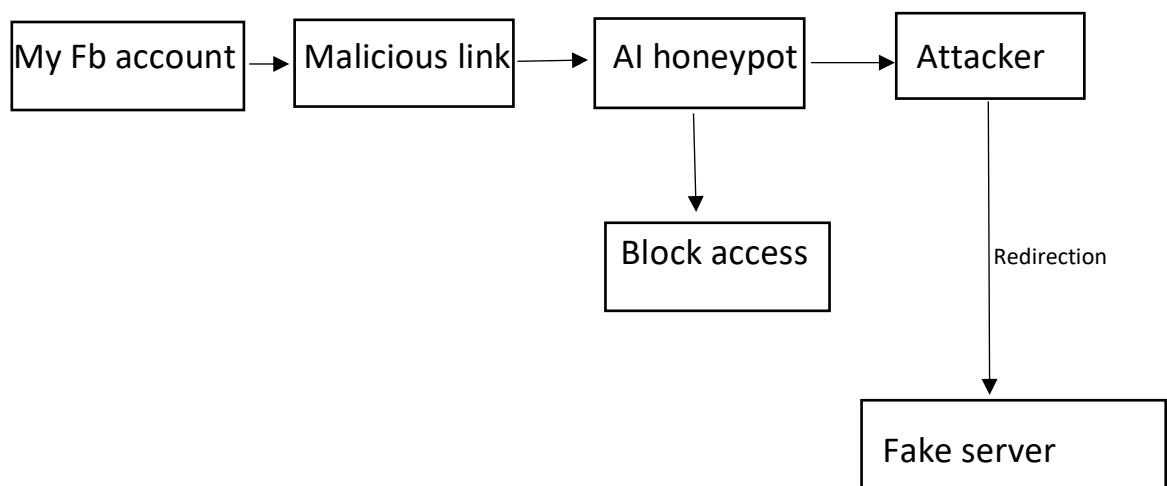 My Fb account
Malicious link
AI honeypot
Attacker
Block access
Redirection
Fake server